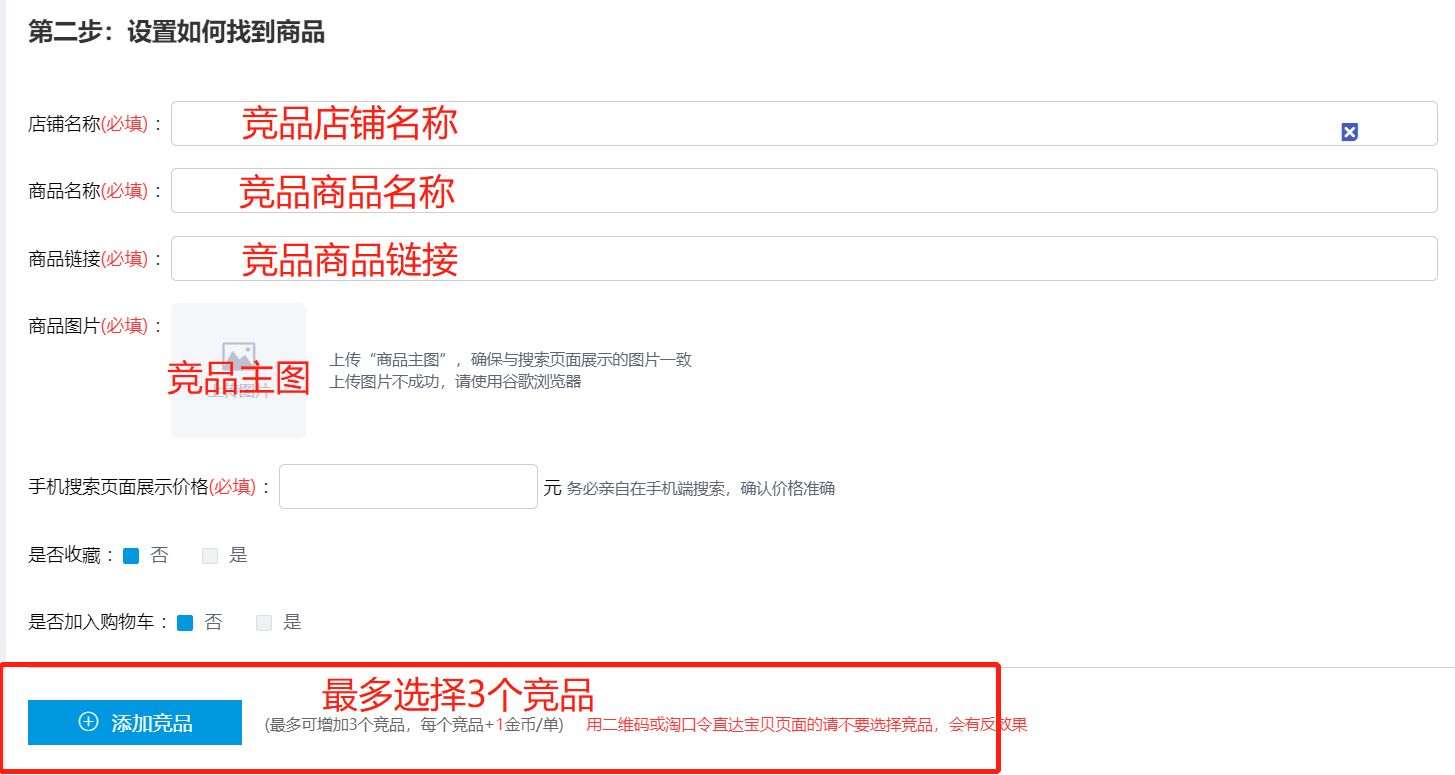 第二步：设置如何找到商品
店铺名称(必填)： 竞品店铺名称
商品名称(必填)： 竞品商品名称
商品链接(必填)： 竞品商品链接
商品图片(必填)：
上传图片
竞品主图
上传“商品主图”，确保与搜索页面展示的图片一致
上传图片不成功，请使用谷歌浏览器
手机搜索页面展示价格(必填)： 元 务必亲自在手机端搜索，确认价格准确
是否收藏： 否 是
是否加入购物车： 否 是
最多选择3个竞品
添加竞品 (最多可增加3个竞品，每个竞品+1金币/单) 用二维码或淘口令直达宝贝页面的请不要选择竞品，会有反效果